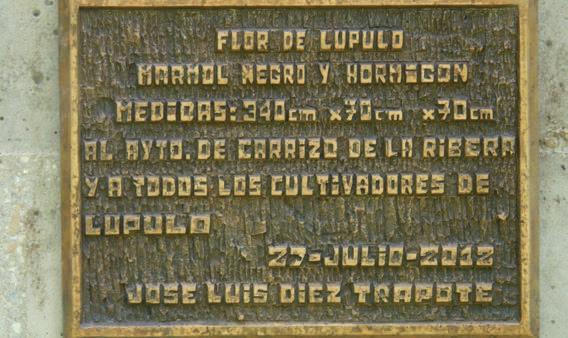 FLOR DE LUPULO
MARMOL NEGRO Y HORMIGON
MEDIDAS: 340cm x70cm x70cm
AL AYTO. DE CARRIZO DE LA RIBERA
Y A TODOS LOS CULTIVADORES DE
LUPULO
27-JULIO-2012
JOSE LUIS DIEZ TRAPOTE